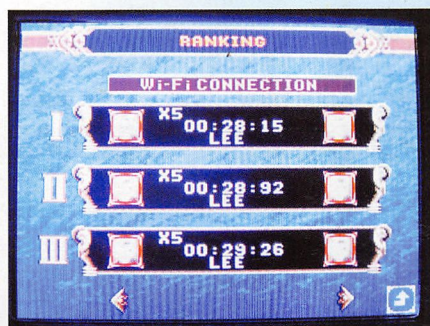 RANKING
Wi-Fi CONNECTION
I
X5
00:28:15
LEE
II
X5
00:28:92
LEE
III
X5
00:29:26
LEE